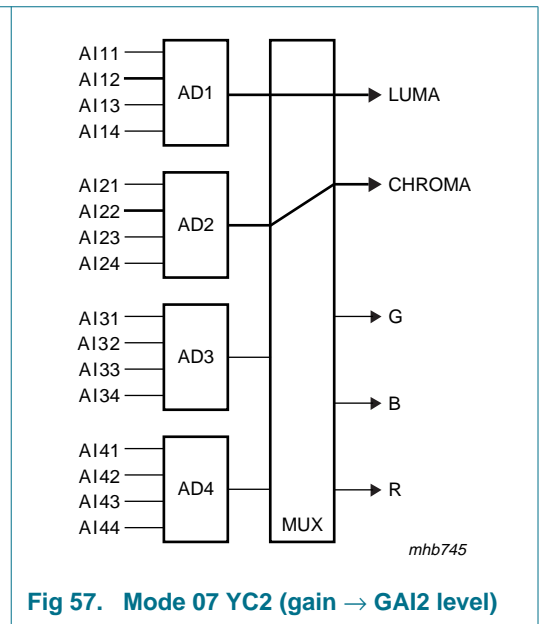 AI11
AI12
AI13
AI14
AD1
LUMA
AI21
AI22
AI23
AI24
AD2
CHROMA
AI31
AI32
AI33
AI34
AD3
G
B
AI41
AI42
AI43
AI44
AD4
R
MUX
mhb745
Fig 57. Mode 07 YC2 (gain → GAI2 level)